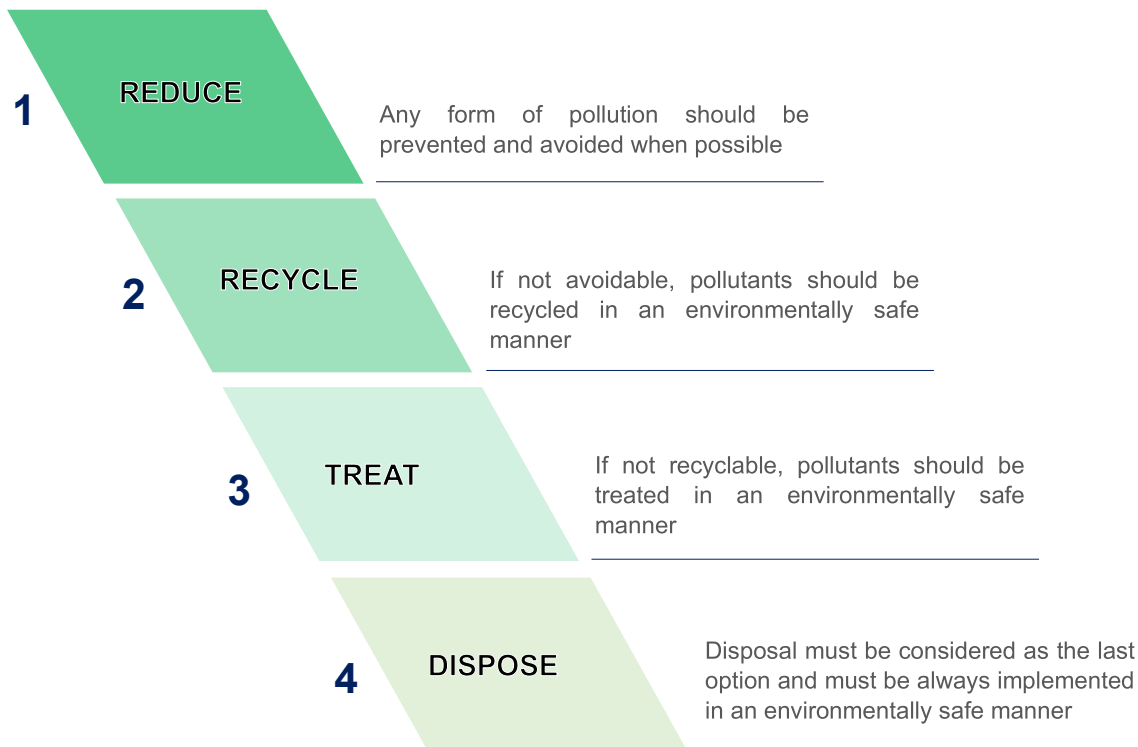 1
REDUCE
Any form of pollution should be
prevented and avoided when possible
2
RECYCLE
If not avoidable, pollutants should be
recycled in an environmentally safe
manner
3
TREAT
If not recyclable, pollutants should be
treated in an environmentally safe
manner
4
DISPOSE
Disposal must be considered as the last
option and must be always implemented
in an environmentally safe manner